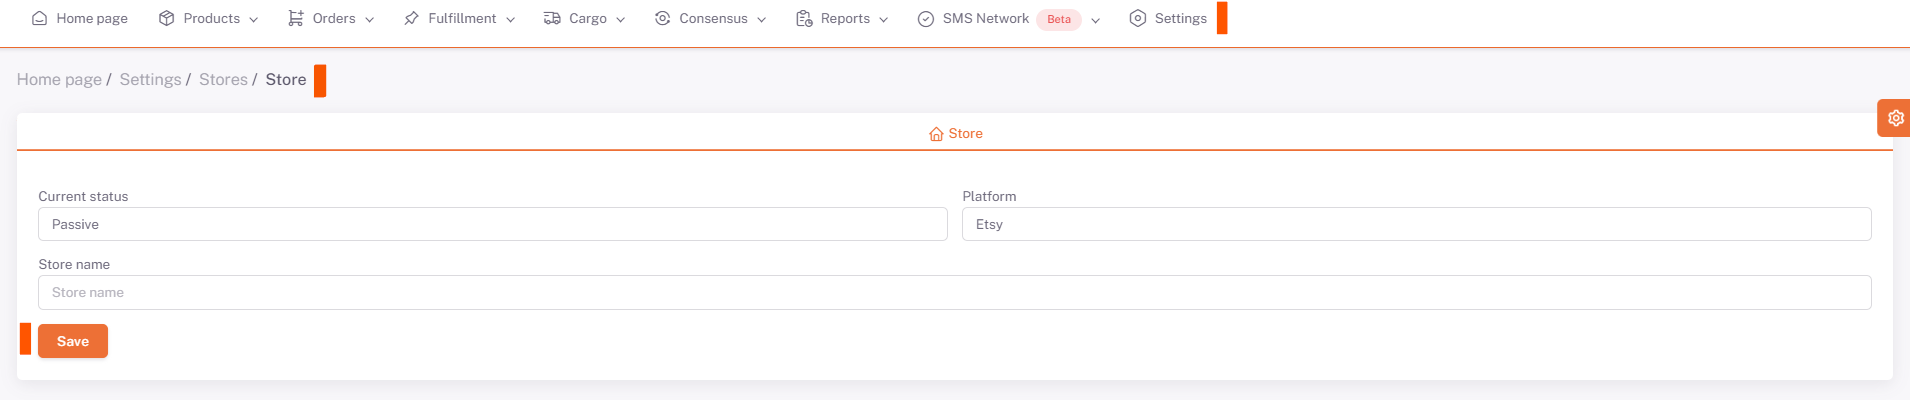 Home page Products Orders Fulfillment Cargo Consensus Reports SMS Network Beta Settings
Home page / Settings / Stores / Store
Store
Current status Platform
Passive Etsy
Store name
Store name
Save